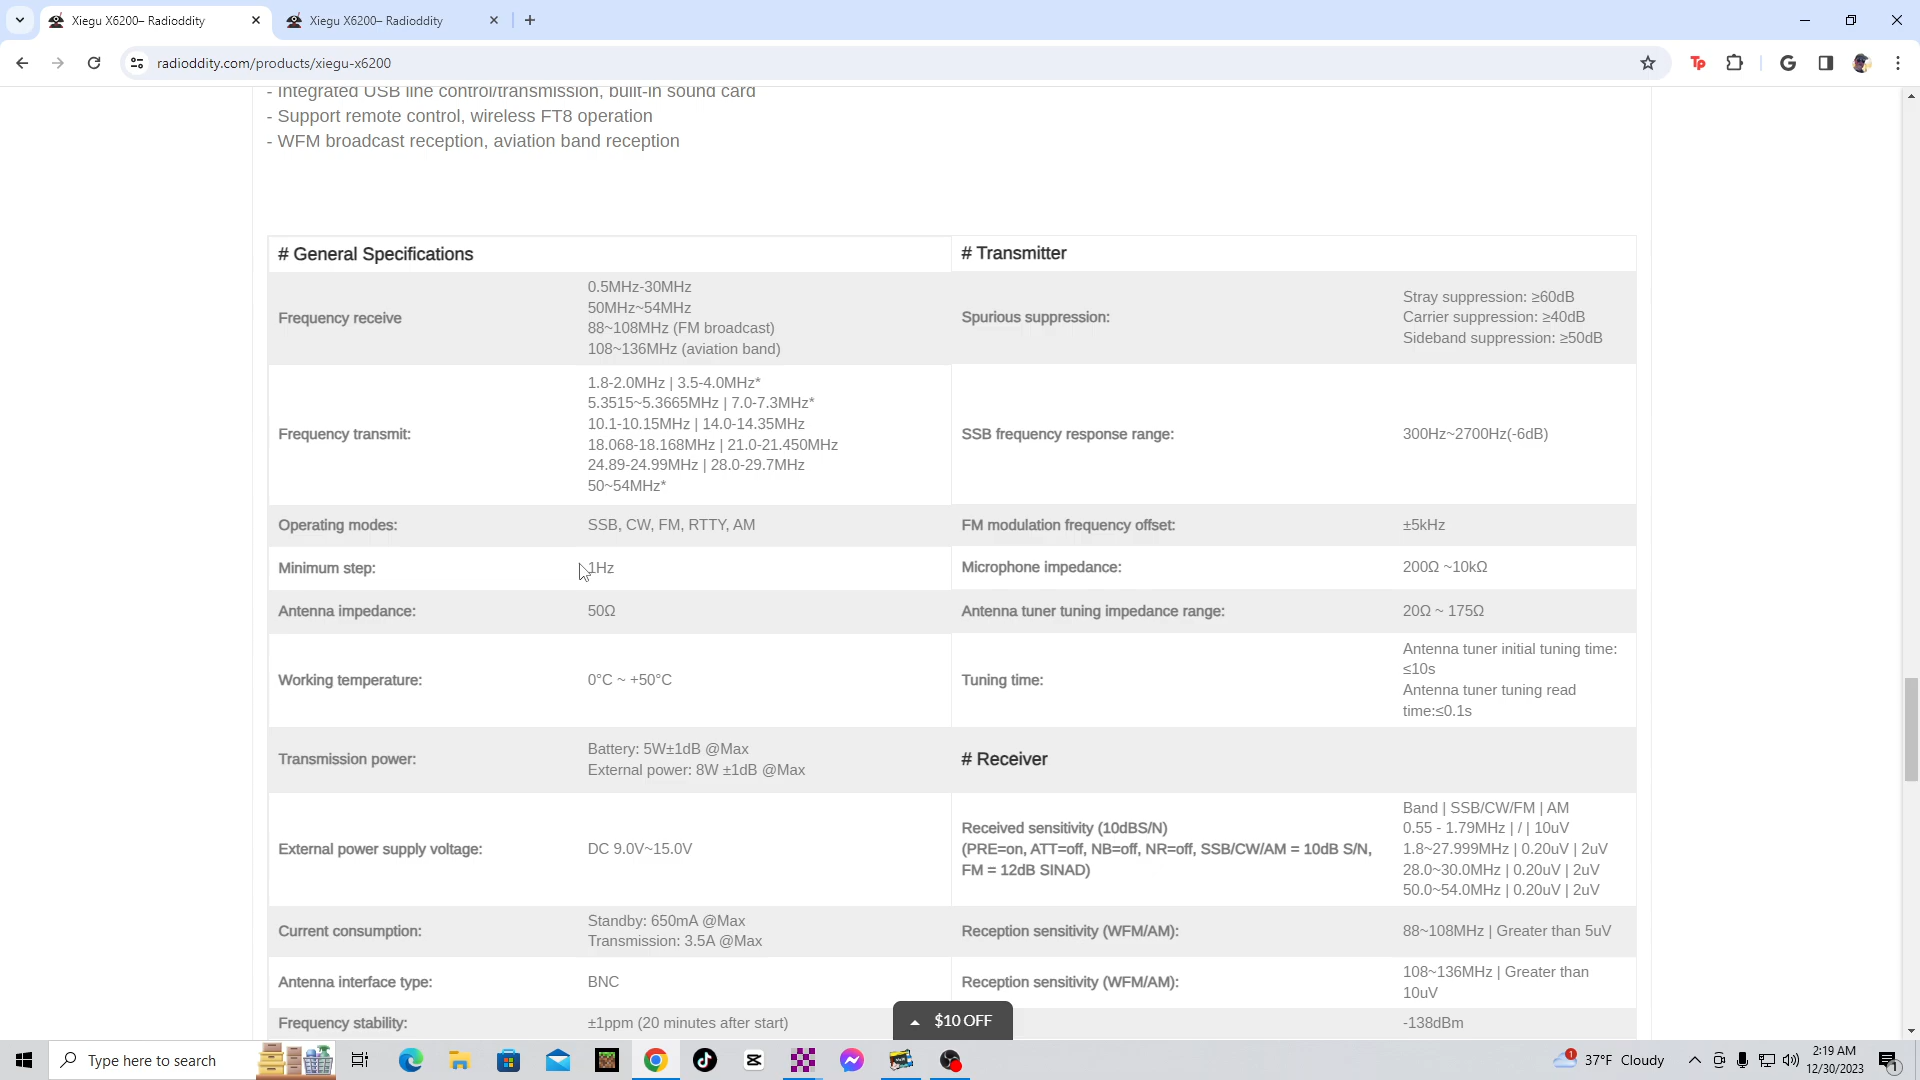 Xiegu X6200– Radioddity
Xiegu X6200– Radioddity
radioddity.com/products/xiegu-x6200
- Integrated USB line control/transmission, built-in sound card
- Support remote control, wireless FT8 operation
- WFM broadcast reception, aviation band reception
# General Specifications
# Transmitter
Frequency receive
0.5MHz-30MHz
50MHz~54MHz
88~108MHz (FM broadcast)
108~136MHz (aviation band)
Spurious suppression:
Stray suppression: ≥60dB
Carrier suppression: ≥40dB
Sideband suppression: ≥50dB
Frequency transmit:
1.8-2.0MHz | 3.5-4.0MHz*
5.3515~5.3665MHz | 7.0-7.3MHz*
10.1-10.15MHz | 14.0-14.35MHz
18.068-18.168MHz | 21.0-21.450MHz
24.89-24.99MHz | 28.0-29.7MHz
50~54MHz*
SSB frequency response range:
300Hz~2700Hz(-6dB)
Operating modes:
SSB, CW, FM, RTTY, AM
FM modulation frequency offset:
±5kHz
Minimum step:
1Hz
Microphone impedance:
200Ω ~10kΩ
Antenna impedance:
50Ω
Antenna tuner tuning impedance range:
20Ω ~ 175Ω
Working temperature:
0°C ~ +50°C
Tuning time:
Antenna tuner initial tuning time:
≤10s
Antenna tuner tuning read
time:≤0.1s
Transmission power:
Battery: 5W±1dB @Max
External power: 8W ±1dB @Max
# Receiver
External power supply voltage:
DC 9.0V~15.0V
Received sensitivity (10dBS/N)
(PRE=on, ATT=off, NB=off, NR=off, SSB/CW/AM = 10dB S/N,
FM = 12dB SINAD)
Band | SSB/CW/FM | AM
0.55 - 1.79MHz | / | 10uV
1.8~27.999MHz | 0.20uV | 2uV
28.0~30.0MHz | 0.20uV | 2uV
50.0~54.0MHz | 0.20uV | 2uV
Current consumption:
Standby: 650mA @Max
Transmission: 3.5A @Max
Reception sensitivity (WFM/AM):
88~108MHz | Greater than 5uV
Antenna interface type:
BNC
Reception sensitivity (WFM/AM):
108~136MHz | Greater than
10uV
Frequency stability:
±1ppm (20 minutes after start)
-138dBm
$10 OFF
Type here to search
37°F Cloudy
2:19 AM
12/30/2023